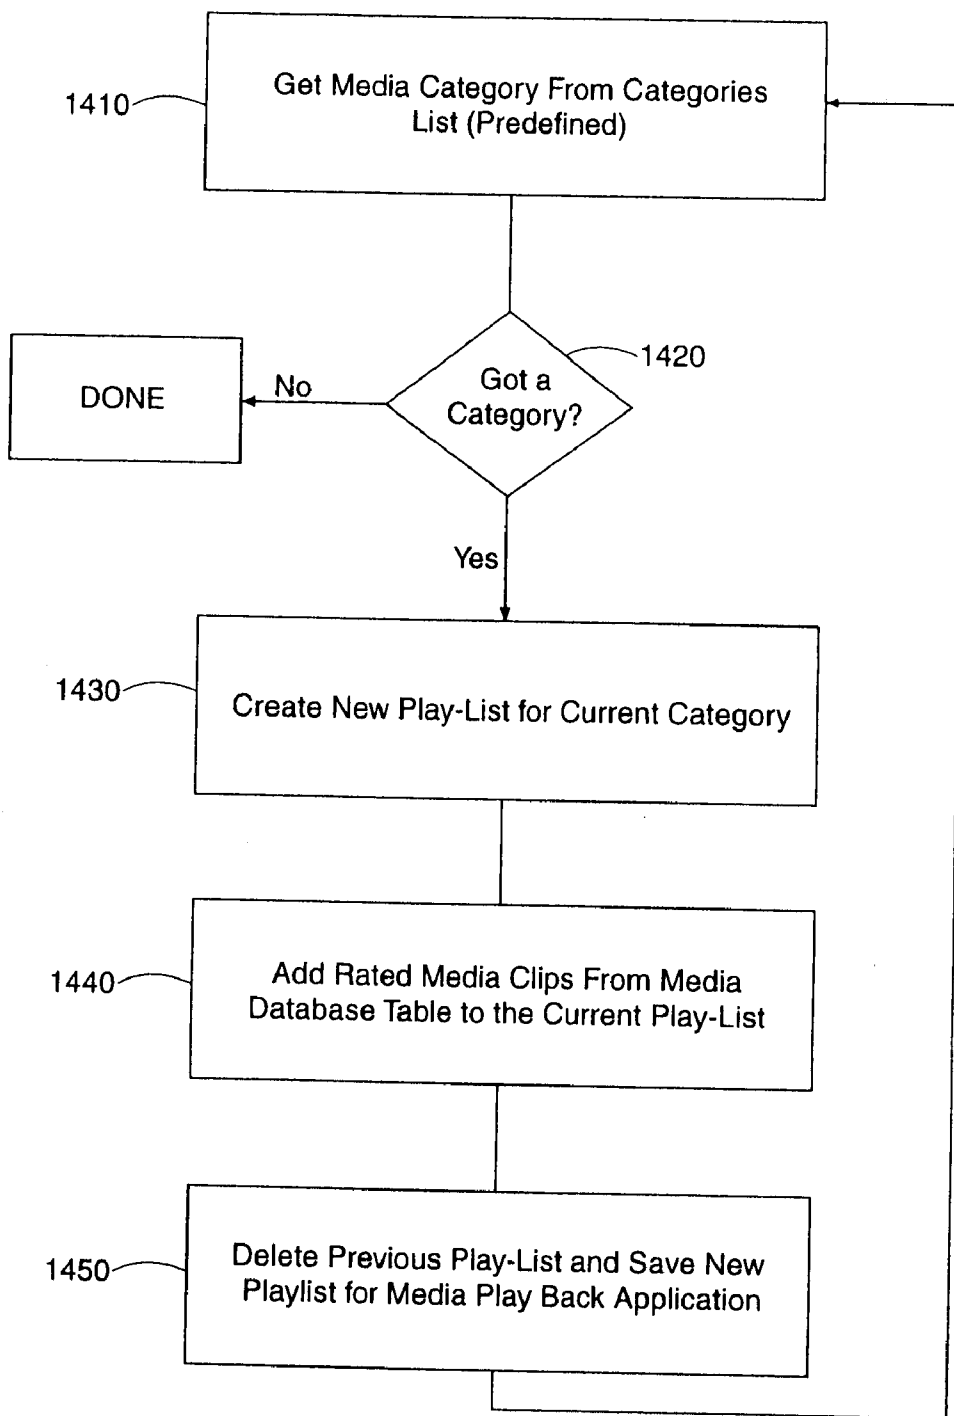 1410
Get Media Category From Categories
List (Predefined)
1420
Got a
Category?
No
DONE
Yes
1430
Create New Play-List for Current Category
1440
Add Rated Media Clips From Media
Database Table to the Current Play-List
1450
Delete Previous Play-List and Save New
Playlist for Media Play Back Application